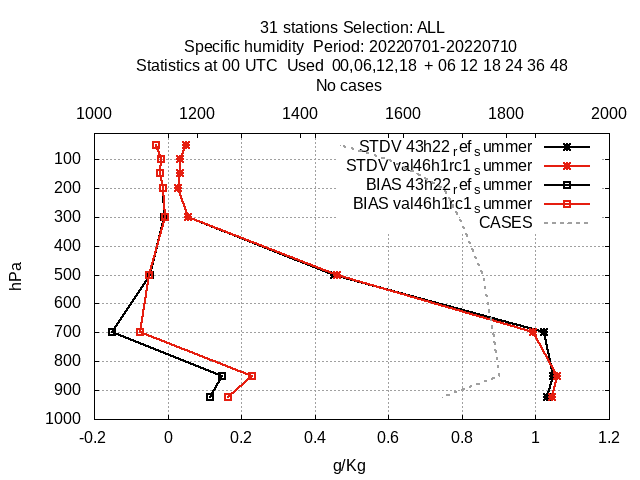 31 stations Selection: ALL
Specific humidity  Period: 20220701-20220710
Statistics at 00 UTC  Used  00,06,12,18  + 06 12 18 24 36 48
No cases
1000 1200 1400 1600 1800 2000
STDV 43h22_ref_summer
STDV val46h1rc1_summer
BIAS 43h22_ref_summer
BIAS val46h1rc1_summer
CASES
100
200
300
400
500
600
700
800
900
1000
hPa
-0.2 0 0.2 0.4 0.6 0.8 1 1.2
g/Kg